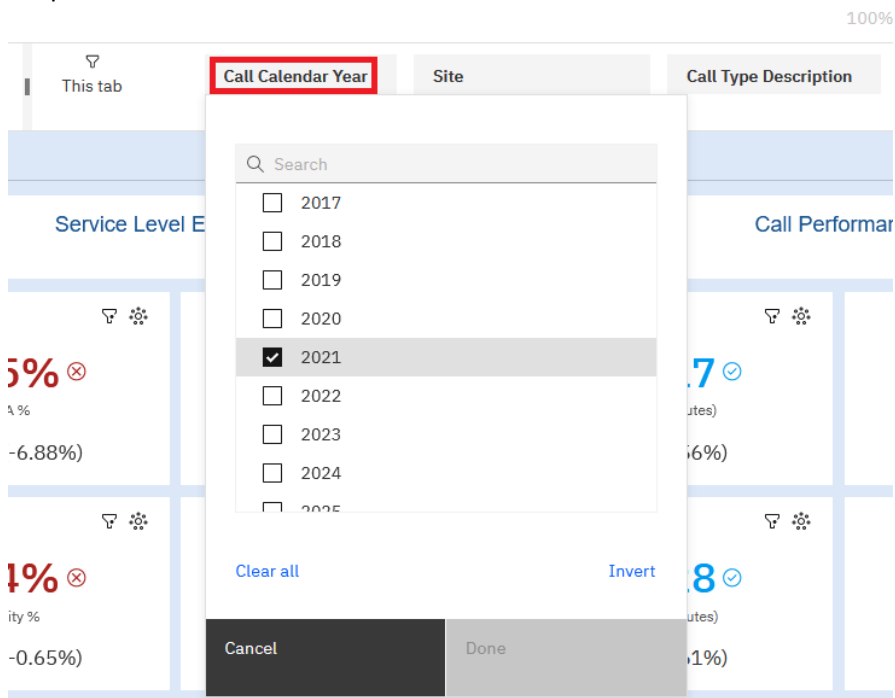 100%
This tab
Call Calendar Year
Site
Call Type Description
Search
2017
2018
2019
2020
2021
2022
2023
2024
2025
Clear all
Invert
Cancel
Done
Service Level E
Call Performan
5%
A %
-6.88%)
4%
ity %
-0.65%)
.7
utes)
6%)
8
utes)
1%)